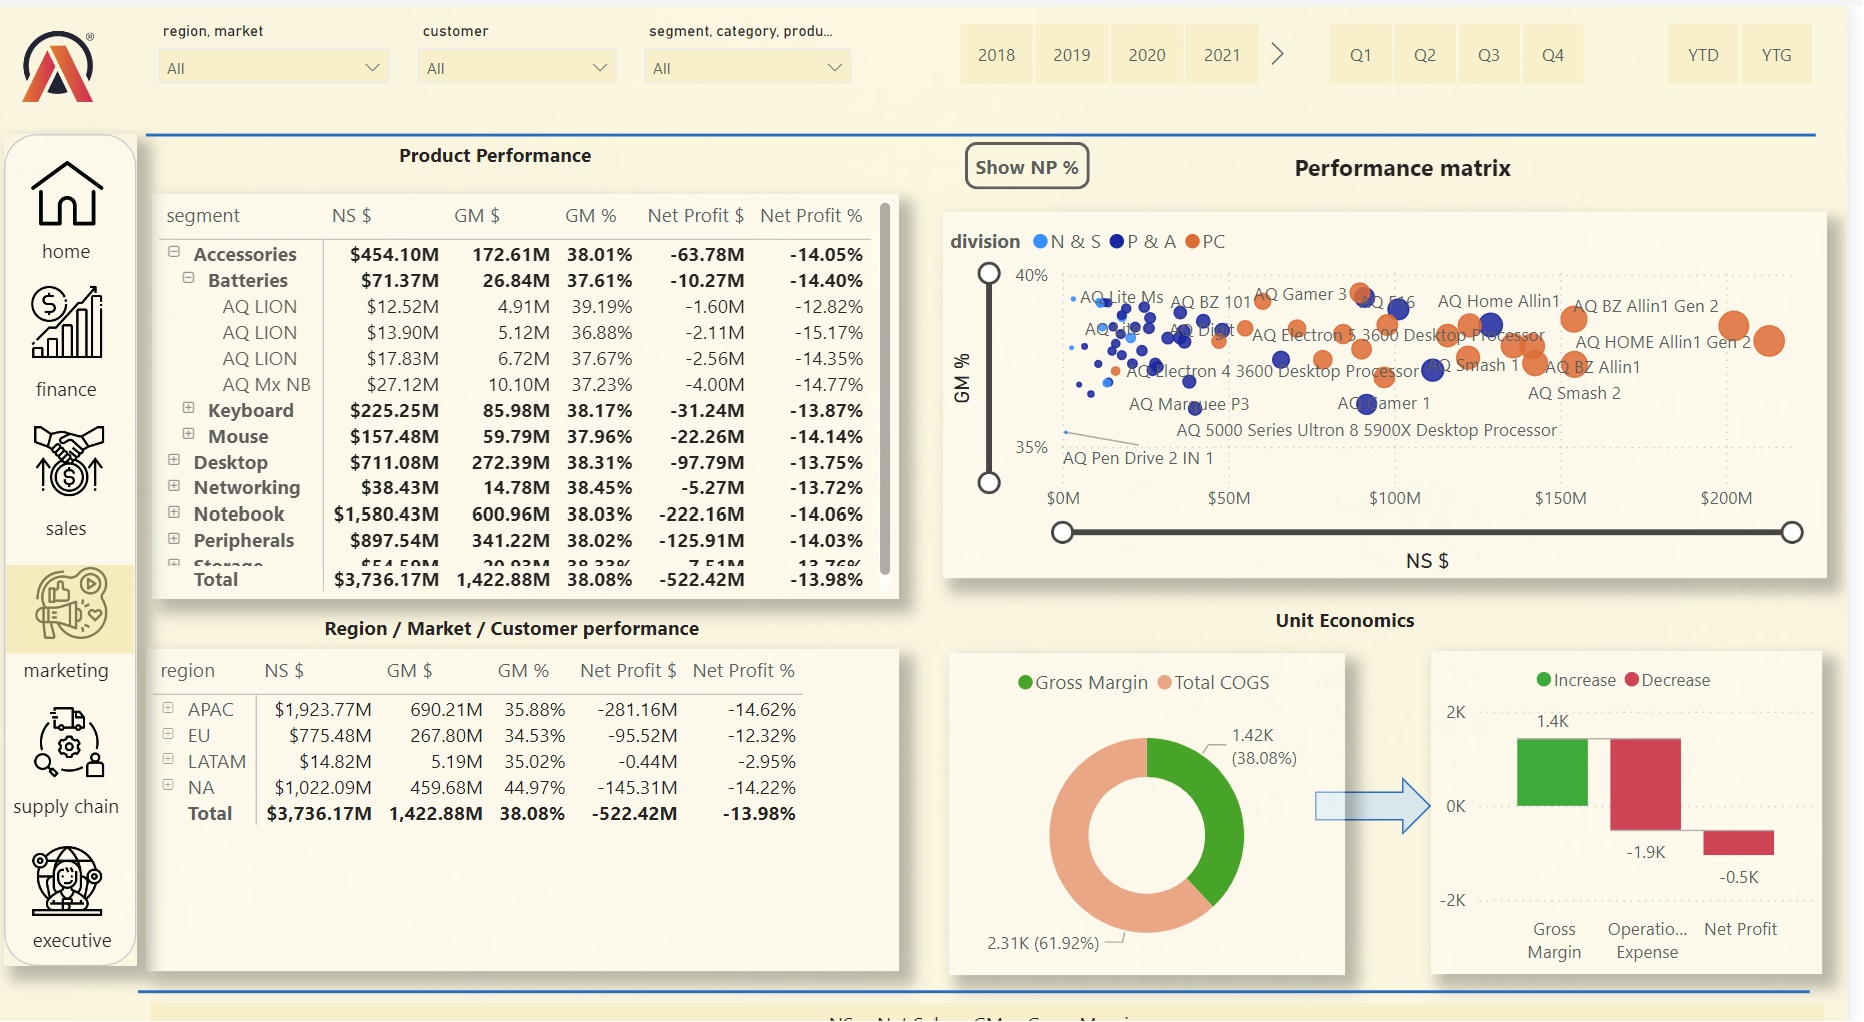 region, market
customer
segment, category, produ...
All
All
All
2018 2019 2020 2021
Q1 Q2 Q3 Q4
YTD YTG
®
home
finance
sales
marketing
supply chain
executive
Product Performance
segment NS $ GM $ GM % Net Profit $ Net Profit %
Accessories $454.10M 172.61M 38.01% -63.78M -14.05%
Batteries $71.37M 26.84M 37.61% -10.27M -14.40%
AQ LION $12.52M 4.91M 39.19% -1.60M -12.82%
AQ LION $13.90M 5.12M 36.88% -2.11M -15.17%
AQ LION $17.83M 6.72M 37.67% -2.56M -14.35%
AQ Mx NB $27.12M 10.10M 37.23% -4.00M -14.77%
Keyboard $225.25M 85.98M 38.17% -31.24M -13.87%
Mouse $157.48M 59.79M 37.96% -22.26M -14.14%
Desktop $711.08M 272.39M 38.31% -97.79M -13.75%
Networking $38.43M 14.78M 38.45% -5.27M -13.72%
Notebook $1,580.43M 600.96M 38.03% -222.16M -14.06%
Peripherals $897.54M 341.22M 38.02% -125.91M -14.03%
Storage $54.59M 20.93M 38.33% -7.51M -13.76%
Total $3,736.17M 1,422.88M 38.08% -522.42M -13.98%
Region / Market / Customer performance
region NS $ GM $ GM % Net Profit $ Net Profit %
APAC $1,923.77M 690.21M 35.88% -281.16M -14.62%
EU $775.48M 267.80M 34.53% -95.52M -12.32%
LATAM $14.82M 5.19M 35.02% -0.44M -2.95%
NA $1,022.09M 459.68M 44.97% -145.31M -14.22%
Total $3,736.17M 1,422.88M 38.08% -522.42M -13.98%
Show NP %
Performance matrix
division N & S P & A PC
40%
35%
GM %
AQ Lite Ms
AQ BZ 101
AQ Gamer 3
AQ F16
AQ Home Allin1
AQ BZ Allin1 Gen 2
AQ Lite
AQ Digit
AQ Electron 5 3600 Desktop Processor
AQ HOME Allin1 Gen 2
AQ Electron 4 3600 Desktop Processor
AQ Smash 1
AQ BZ Allin1
AQ Smash 2
AQ Marquee P3
AQ Gamer 1
AQ 5000 Series Ultron 8 5900X Desktop Processor
AQ Pen Drive 2 IN 1
$0M $50M $100M $150M $200M
NS $
Unit Economics
Gross Margin Total COGS
1.42K
(38.08%)
2.31K (61.92%)
Increase Decrease
2K
0K
-2K
1.4K
-1.9K
-0.5K
Gross
Margin
Operatio...
Expense
Net Profit